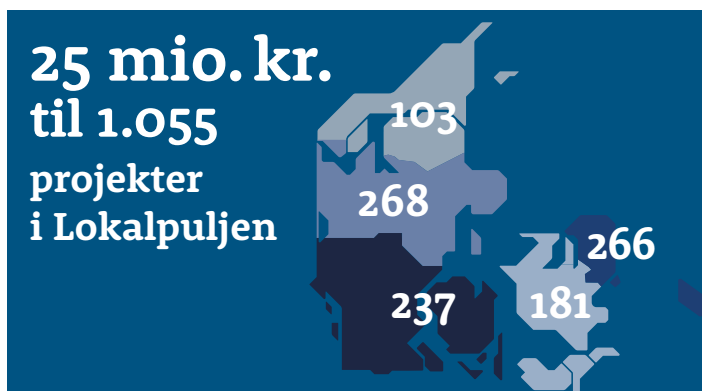 25 mio. kr.
til 1.055
projekter
i Lokalpuljen
103
268
266
237
181